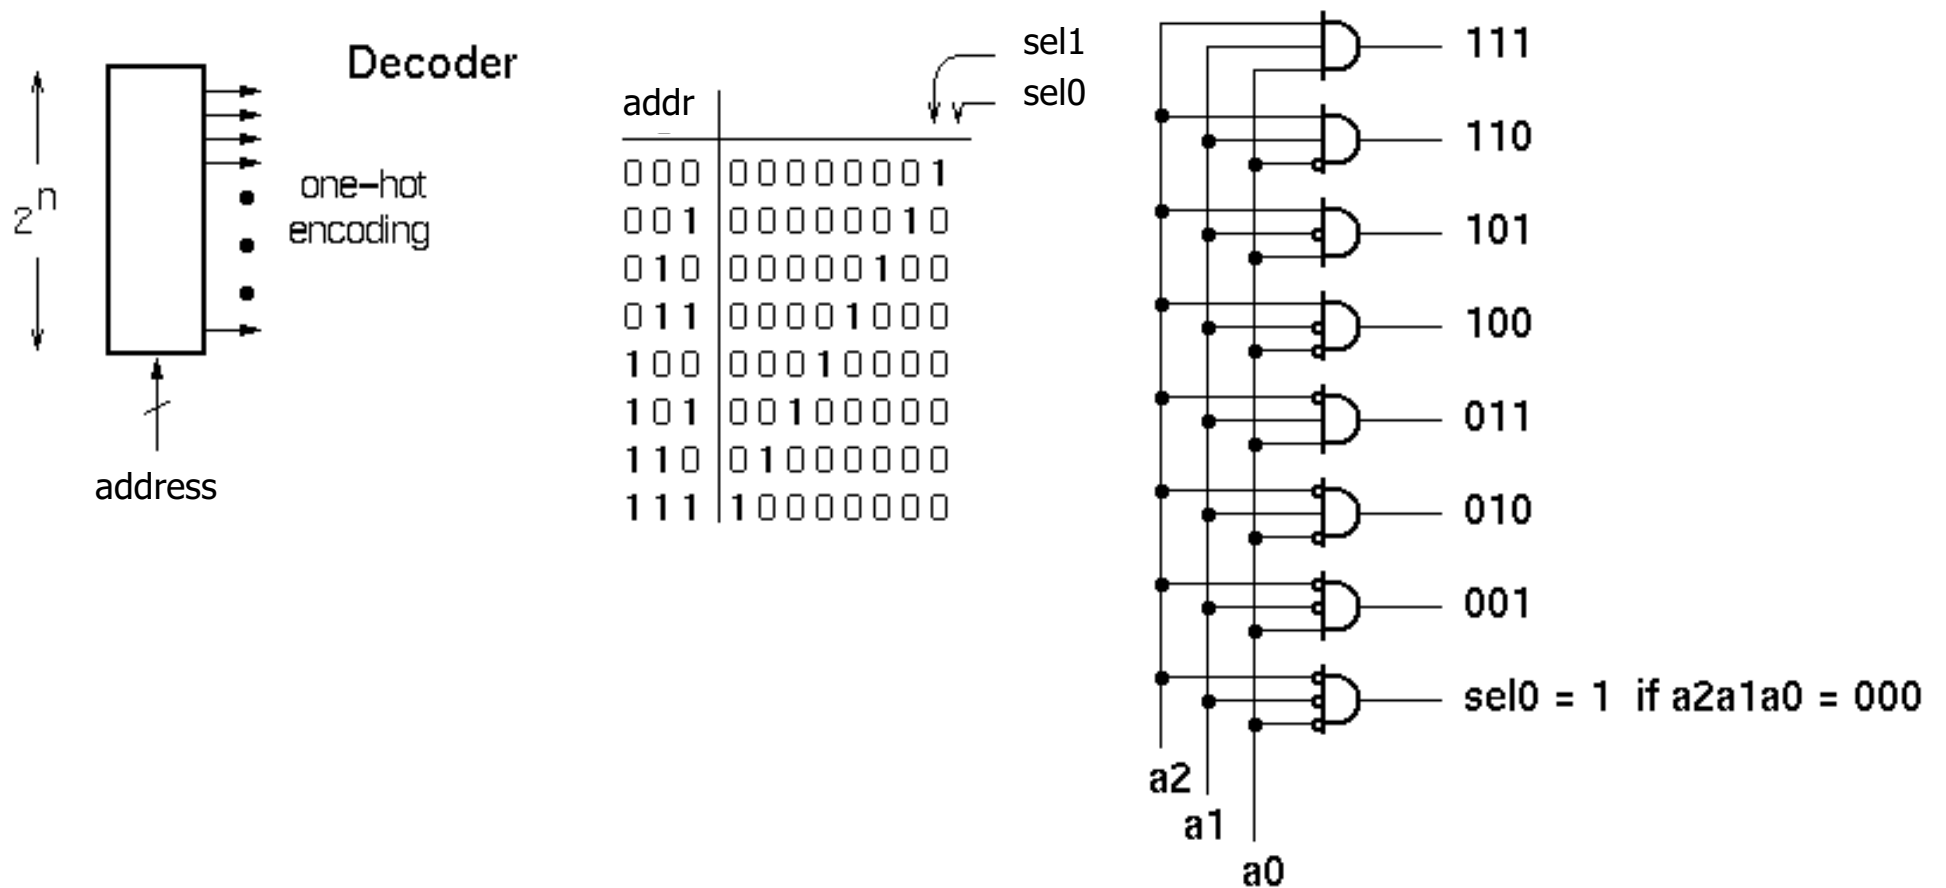 Decoder
2^n
one-hot
encoding
address
sel1
sel0
addr
000 00000001
001 00000010
010 00000100
011 00001000
100 00010000
101 00100000
110 01000000
111 10000000
111
110
101
100
011
010
001
sel0 = 1 if a2a1a0 = 000
a2
a1
a0